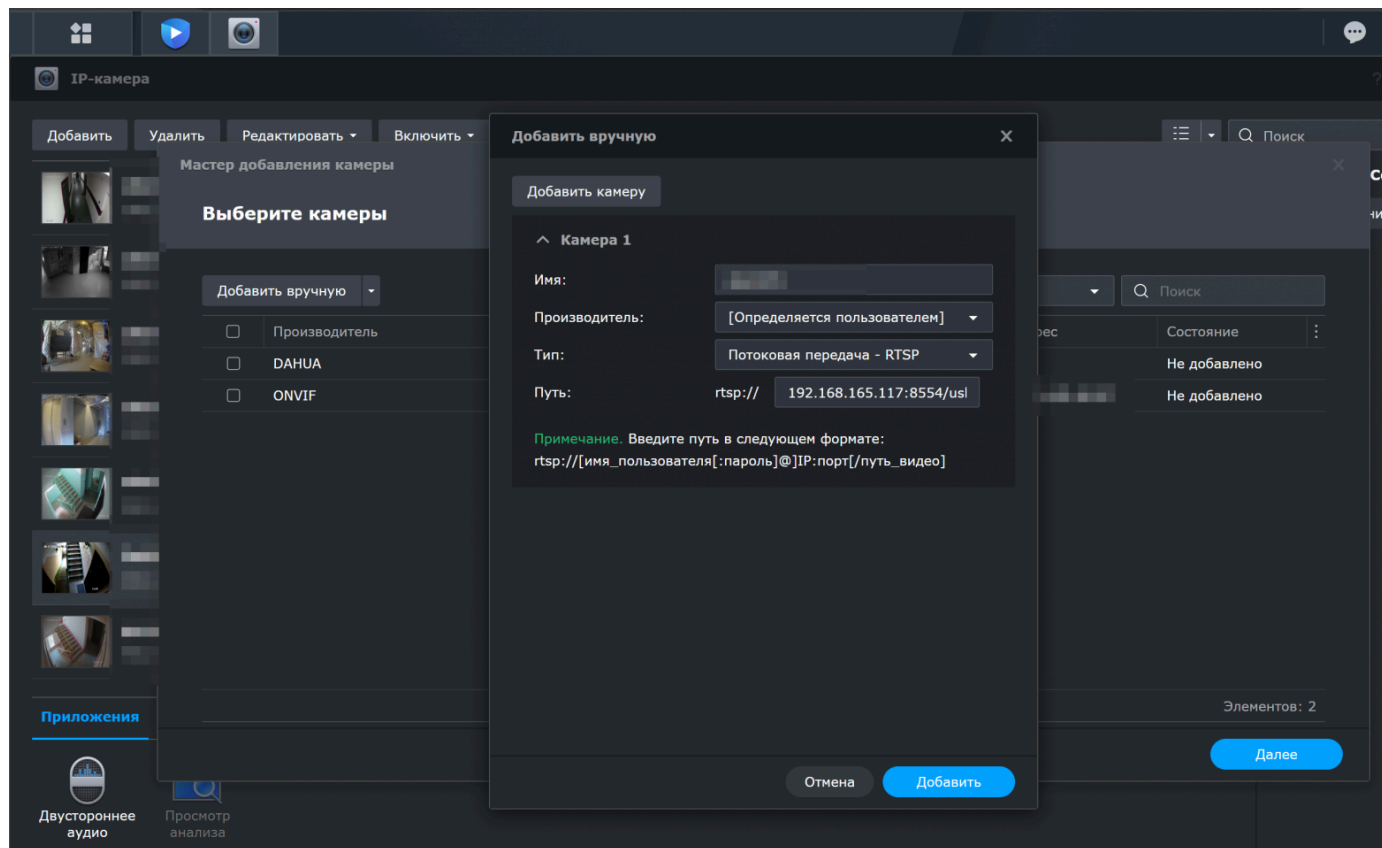 IP-камера
Добавить
Удалить
Редактировать
Включить
Поиск
Мастер добавления камеры
Выберите камеры
Добавить вручную
Поиск
Производитель
рес
Состояние
DAHUA
Не добавлено
ONVIF
Не добавлено
Элементов: 2
Далее
Добавить вручную
Добавить камеру
Камера 1
Имя:
Производитель:
[Определяется пользователем]
Тип:
Потоковая передача - RTSP
Путь:
rtsp://
192.168.165.117:8554/usl
Примечание. Введите путь в следующем формате:
rtsp://[имя_пользователя[:пароль]@]IP:порт[/путь_видео]
Отмена
Добавить
Приложения
Двустороннее
аудио
Просмотр
анализа